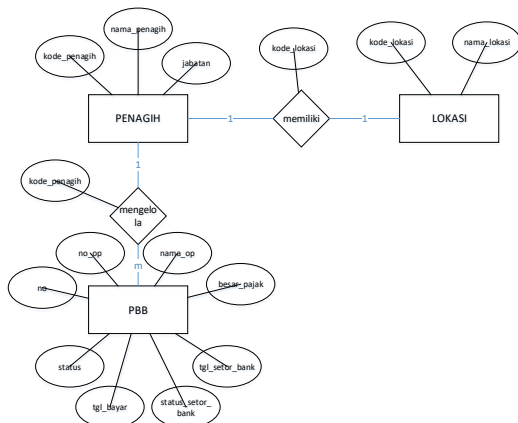 nama_penagih
kode_penagih
jabatan
kode_lokasi
kode_lokasi
nama_lokasi
PENAGIH
1
memiliki
1
LOKASI
1
kode_penagih
mengelo
la
no_op
nama_op
m
no
besar_pajak
PBB
status
tgl_setor_bank
tgl_bayar
status_setor_
bank